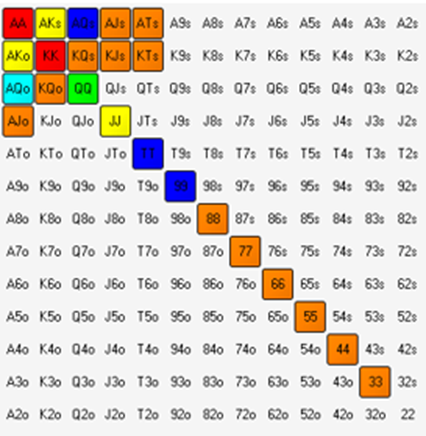 AA AKs AQs AJs ATs A9s A8s A7s A6s A5s A4s A3s A2s
AKo KK KQs KJs KTs K9s K8s K7s K6s K5s K4s K3s K2s
AQo KQo QQ QJs QTs Q9s Q8s Q7s Q6s Q5s Q4s Q3s Q2s
AJo KJo QJo JJ JTs J9s J8s J7s J6s J5s J4s J3s J2s
ATo KTo QTo JTo TT T9s T8s T7s T6s T5s T4s T3s T2s
A9o K9o Q9o J9o T9o 99 98s 97s 96s 95s 94s 93s 92s
A8o K8o Q8o J8o T8o 98o 88 87s 86s 85s 84s 83s 82s
A7o K7o Q7o J7o T7o 97o 87o 77 76s 75s 74s 73s 72s
A6o K6o Q6o J6o T6o 96o 86o 76o 66 65s 64s 63s 62s
A5o K5o Q5o J5o T5o 95o 85o 75o 65o 55 54s 53s 52s
A4o K4o Q4o J4o T4o 94o 84o 74o 64o 54o 44 43s 42s
A3o K3o Q3o J3o T3o 93o 83o 73o 63o 53o 43o 33 32s
A2o K2o Q2o J2o T2o 92o 82o 72o 62o 52o 42o 32o 22